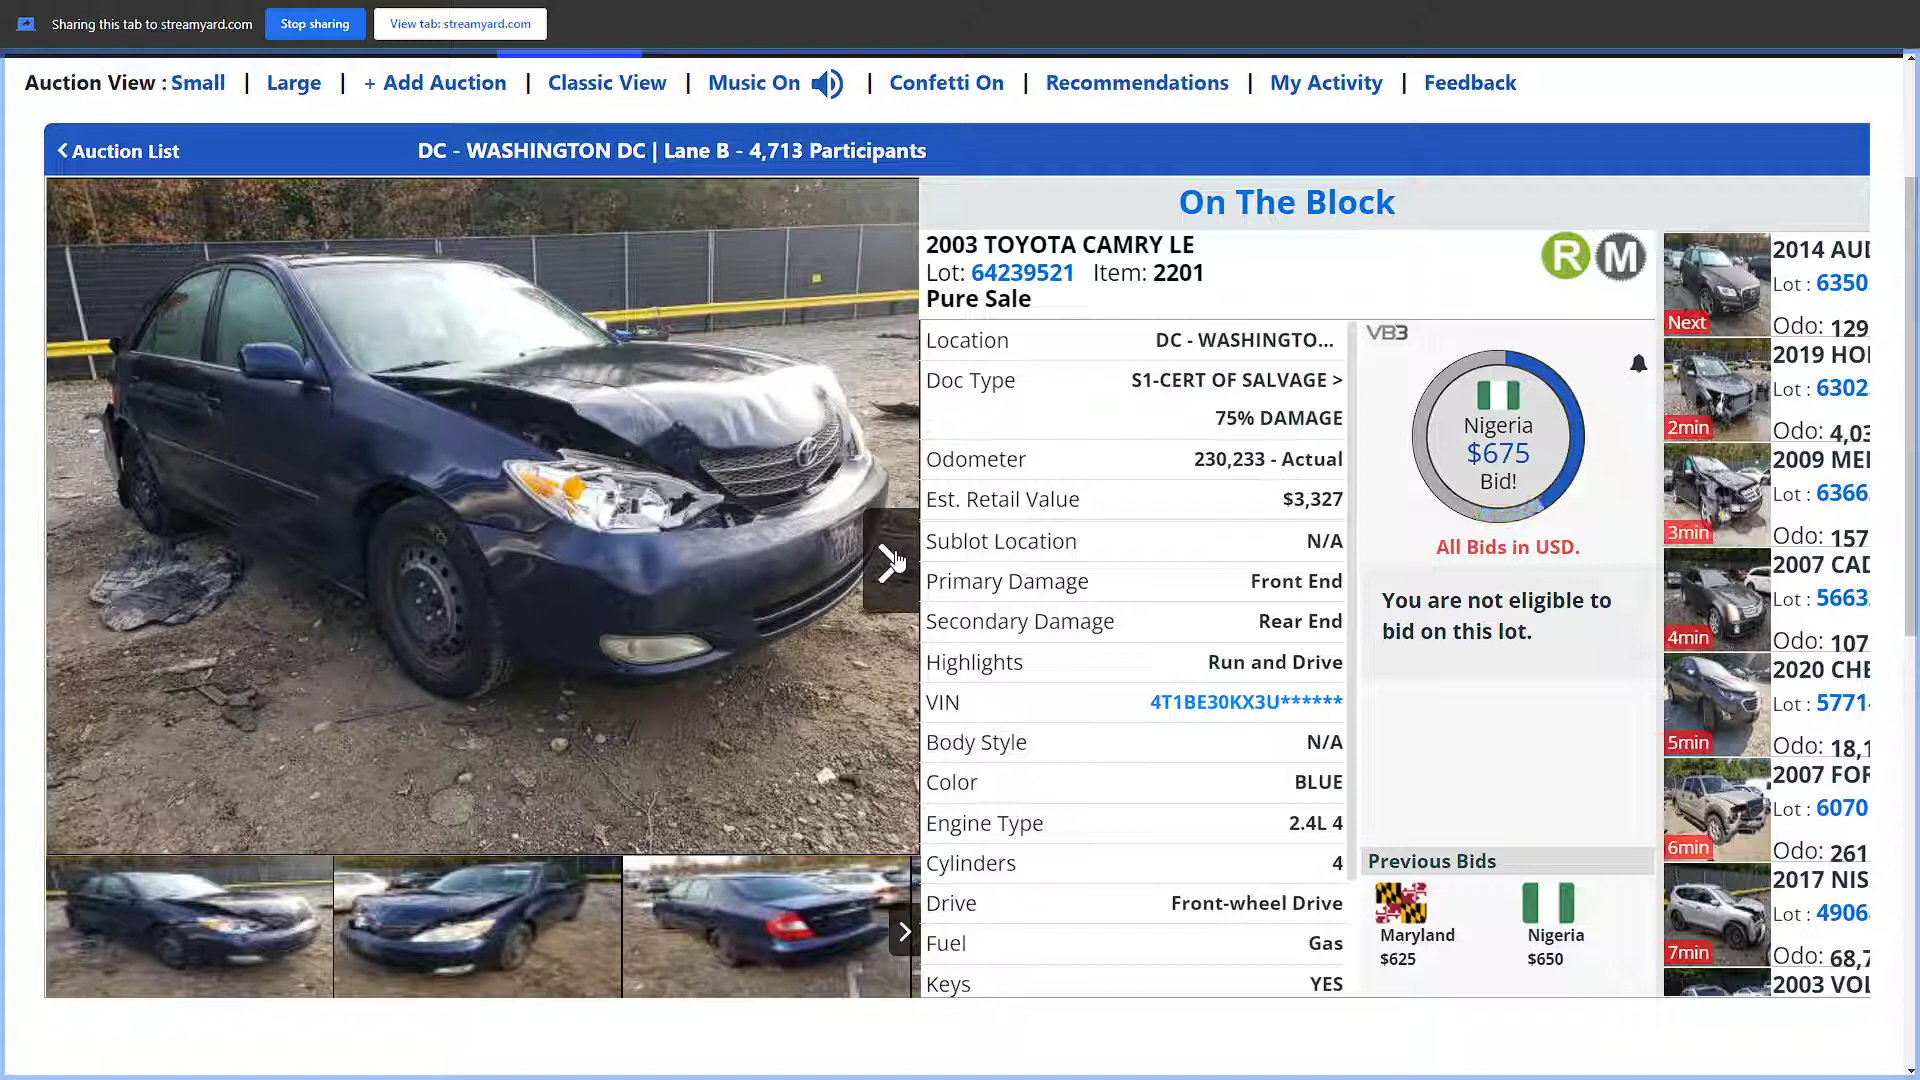 Sharing this tab to streamyard.com Stop sharing View tab: streamyard.com
Auction View : Small | Large | + Add Auction | Classic View | Music On | Confetti On | Recommendations | My Activity | Feedback
Auction List
DC - WASHINGTON DC | Lane B - 4,713 Participants
On The Block
2003 TOYOTA CAMRY LE
Lot: 64239521 Item: 2201
Pure Sale
R M
Location DC - WASHINGTO...
Doc Type S1-CERT OF SALVAGE >
75% DAMAGE
Odometer 230,233 - Actual
Est. Retail Value $3,327
Sublot Location N/A
Primary Damage Front End
Secondary Damage Rear End
Highlights Run and Drive
VIN 4T1BE30KX3U******
Body Style N/A
Color BLUE
Engine Type 2.4L 4
Cylinders 4
Drive Front-wheel Drive
Fuel Gas
Keys YES
VB3
Nigeria
$675
Bid!
All Bids in USD.
You are not eligible to
bid on this lot.
Previous Bids
Maryland
$625
Nigeria
$650
2014 AUD
Lot : 6350
Next
Odo: 129
2019 HO
Lot : 6302
2min
Odo: 4,03
2009 ME
Lot : 6366
3min
Odo: 157
2007 CAD
Lot : 5663
4min
Odo: 107
2020 CHE
Lot : 5771
5min
Odo: 18,1
2007 FOR
Lot : 6070
6min
Odo: 261
2017 NIS
Lot : 4906
7min
Odo: 68,7
2003 VOL